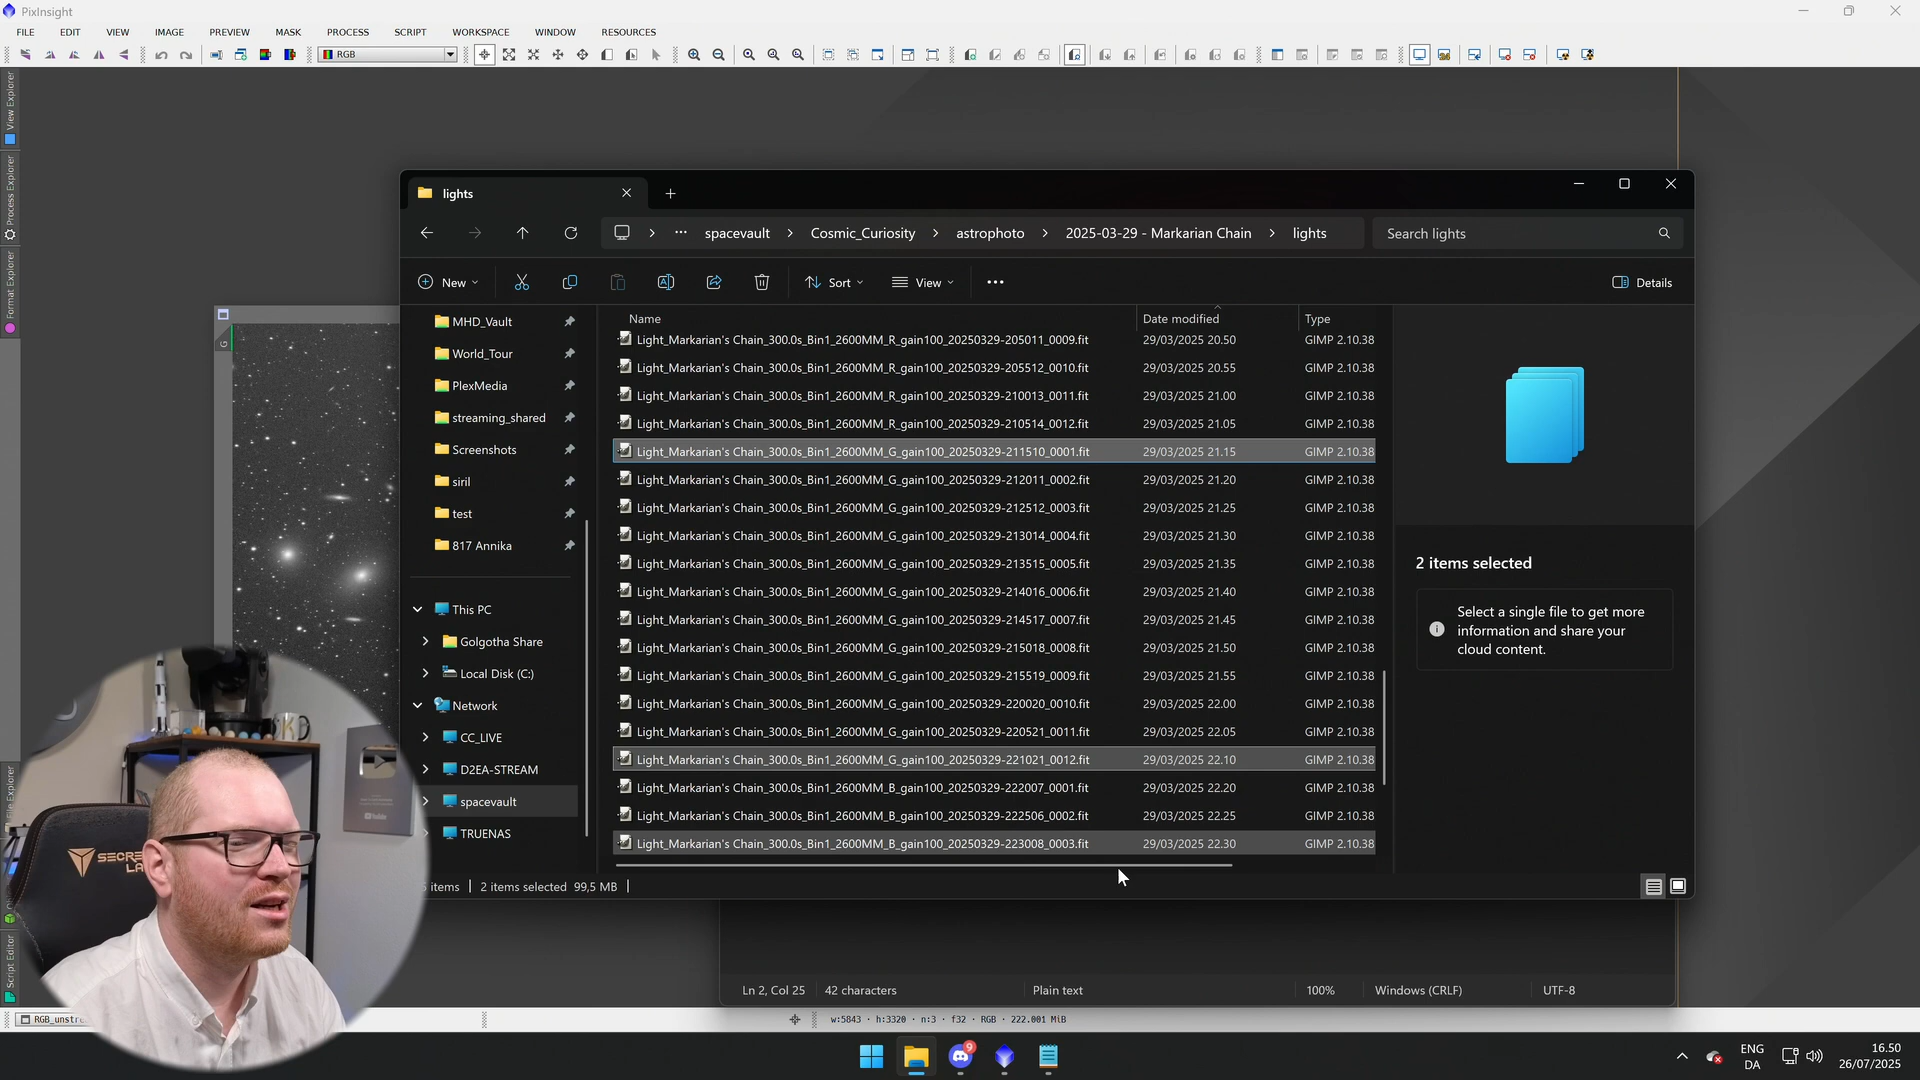 PixInsight
FILE EDIT VIEW IMAGE PREVIEW MASK PROCESS SCRIPT WORKSPACE WINDOW RESOURCES
RGB
View Explorer
Process Explorer
Format Explorer
File Explorer
Script Editor
G
lights
spacevault > Cosmic_Curiosity > astrophoto > 2025-03-29 - Markarian Chain > lights
Search lights
New Sort View Details
MHD_Vault
World_Tour
PlexMedia
streaming_shared
Screenshots
siril
test
817 Annika
This PC
Golgotha Share
Local Disk (C:)
Network
CC_LIVE
D2EA-STREAM
spacevault
TRUENAS
Name Date modified Type
Light_Markarian's Chain_300.0s_Bin1_2600MM_R_gain100_20250329-205011_0009.fit 29/03/2025 20.50 GIMP 2.10.38
Light_Markarian's Chain_300.0s_Bin1_2600MM_R_gain100_20250329-205512_0010.fit 29/03/2025 20.55 GIMP 2.10.38
Light_Markarian's Chain_300.0s_Bin1_2600MM_R_gain100_20250329-210013_0011.fit 29/03/2025 21.00 GIMP 2.10.38
Light_Markarian's Chain_300.0s_Bin1_2600MM_R_gain100_20250329-210514_0012.fit 29/03/2025 21.05 GIMP 2.10.38
Light_Markarian's Chain_300.0s_Bin1_2600MM_G_gain100_20250329-211510_0001.fit 29/03/2025 21.15 GIMP 2.10.38
Light_Markarian's Chain_300.0s_Bin1_2600MM_G_gain100_20250329-212011_0002.fit 29/03/2025 21.20 GIMP 2.10.38
Light_Markarian's Chain_300.0s_Bin1_2600MM_G_gain100_20250329-212512_0003.fit 29/03/2025 21.25 GIMP 2.10.38
Light_Markarian's Chain_300.0s_Bin1_2600MM_G_gain100_20250329-213014_0004.fit 29/03/2025 21.30 GIMP 2.10.38
Light_Markarian's Chain_300.0s_Bin1_2600MM_G_gain100_20250329-213515_0005.fit 29/03/2025 21.35 GIMP 2.10.38
Light_Markarian's Chain_300.0s_Bin1_2600MM_G_gain100_20250329-214016_0006.fit 29/03/2025 21.40 GIMP 2.10.38
Light_Markarian's Chain_300.0s_Bin1_2600MM_G_gain100_20250329-214517_0007.fit 29/03/2025 21.45 GIMP 2.10.38
Light_Markarian's Chain_300.0s_Bin1_2600MM_G_gain100_20250329-215018_0008.fit 29/03/2025 21.50 GIMP 2.10.38
Light_Markarian's Chain_300.0s_Bin1_2600MM_G_gain100_20250329-215519_0009.fit 29/03/2025 21.55 GIMP 2.10.38
Light_Markarian's Chain_300.0s_Bin1_2600MM_G_gain100_20250329-220020_0010.fit 29/03/2025 22.00 GIMP 2.10.38
Light_Markarian's Chain_300.0s_Bin1_2600MM_G_gain100_20250329-220521_0011.fit 29/03/2025 22.05 GIMP 2.10.38
Light_Markarian's Chain_300.0s_Bin1_2600MM_G_gain100_20250329-221021_0012.fit 29/03/2025 22.10 GIMP 2.10.38
Light_Markarian's Chain_300.0s_Bin1_2600MM_B_gain100_20250329-222007_0001.fit 29/03/2025 22.20 GIMP 2.10.38
Light_Markarian's Chain_300.0s_Bin1_2600MM_B_gain100_20250329-222506_0002.fit 29/03/2025 22.25 GIMP 2.10.38
Light_Markarian's Chain_300.0s_Bin1_2600MM_B_gain100_20250329-223008_0003.fit 29/03/2025 22.30 GIMP 2.10.38
2 items selected
Select a single file to get more
information and share your
cloud content.
items 2 items selected 99,5 MB
SECRE
LA
Ln 2, Col 25 42 characters Plain text 100% Windows (CRLF) UTF-8
RGB_unstre
w:5843 · h:3320 · n:3 · f32 · RGB · 222.001 MiB
9
ENG
DA
16.50
26/07/2025